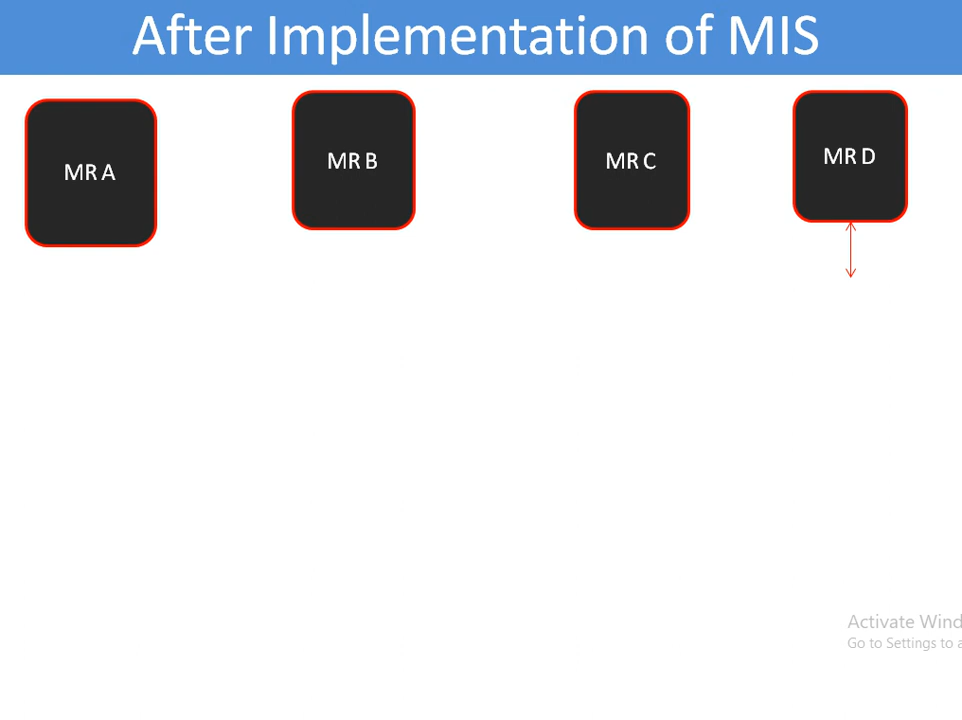 After Implementation of MIS
MR A
MR B
MR C
MR D
Activate Wind
Go to Settings to a